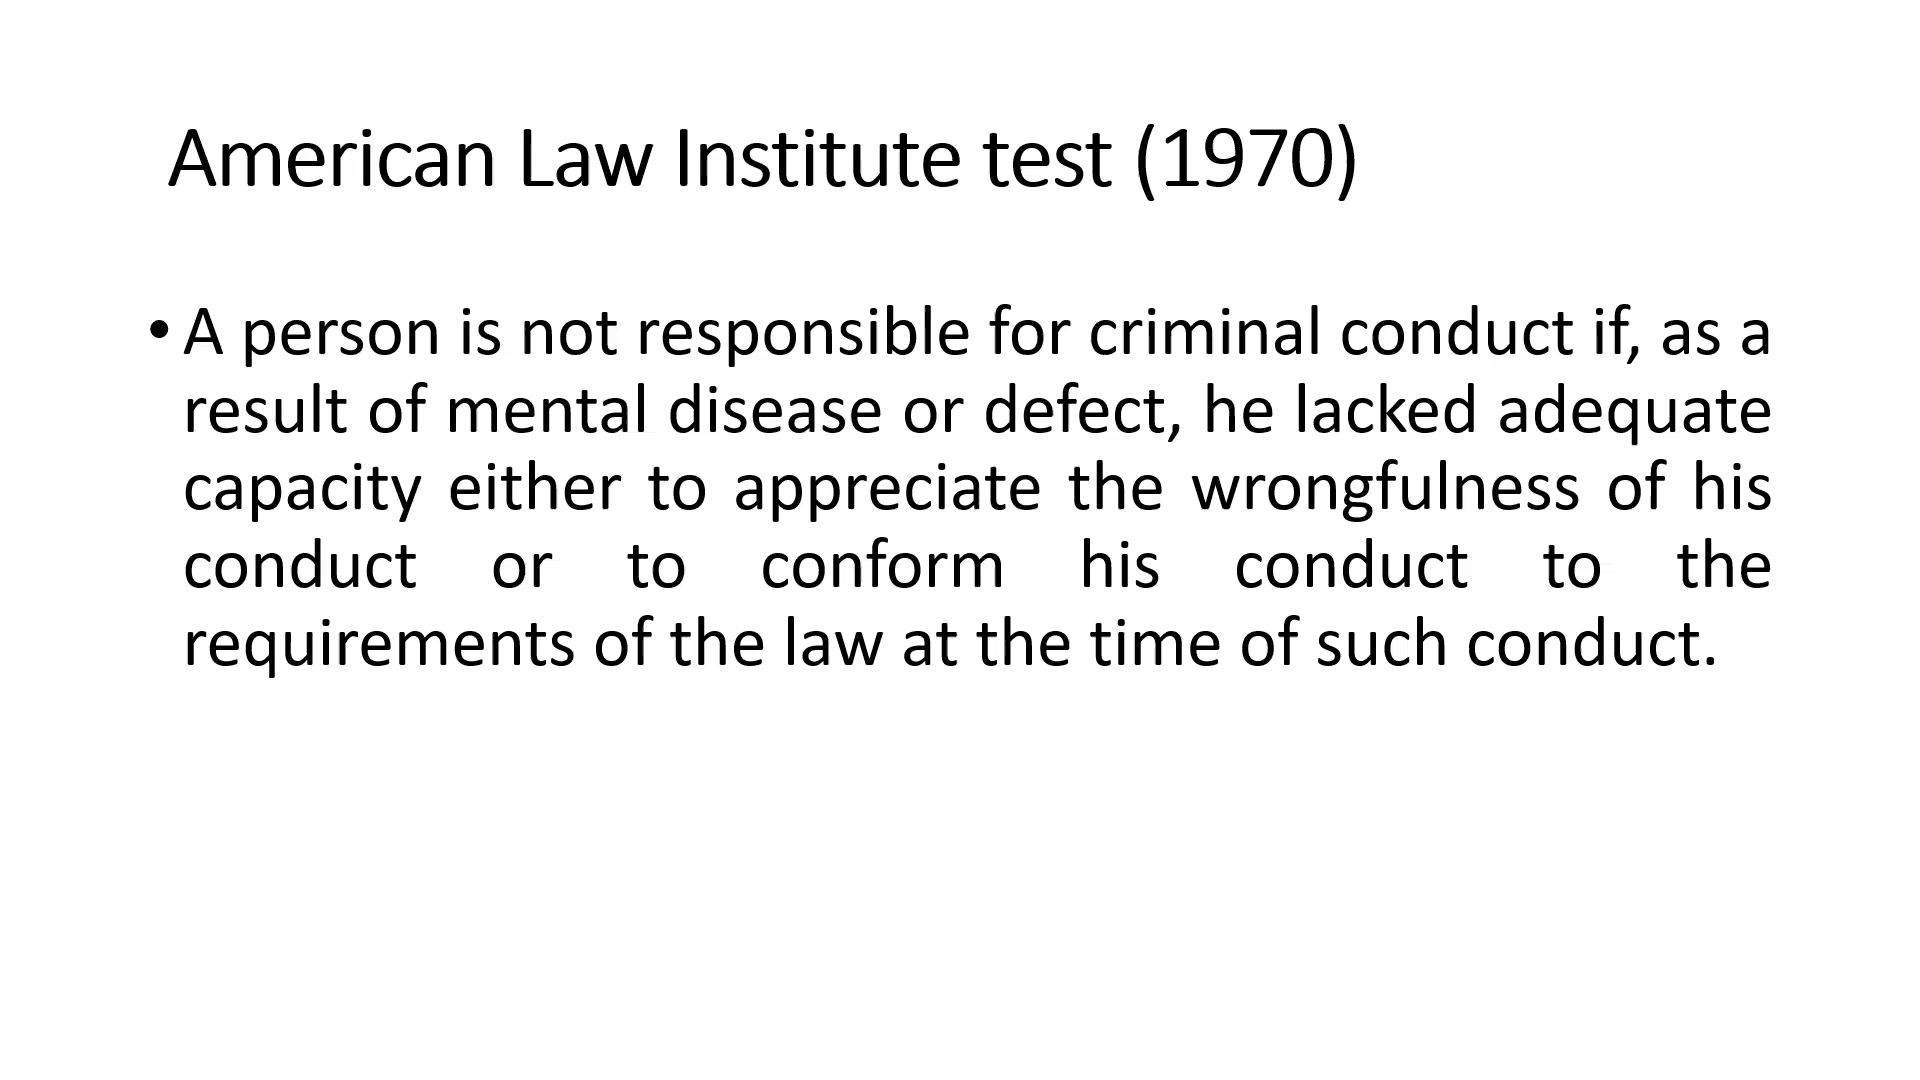 American Law Institute test (1970)
• A person is not responsible for criminal conduct if, as a
result of mental disease or defect, he lacked adequate
capacity either to appreciate the wrongfulness of his
conduct or to conform his conduct to the
requirements of the law at the time of such conduct.